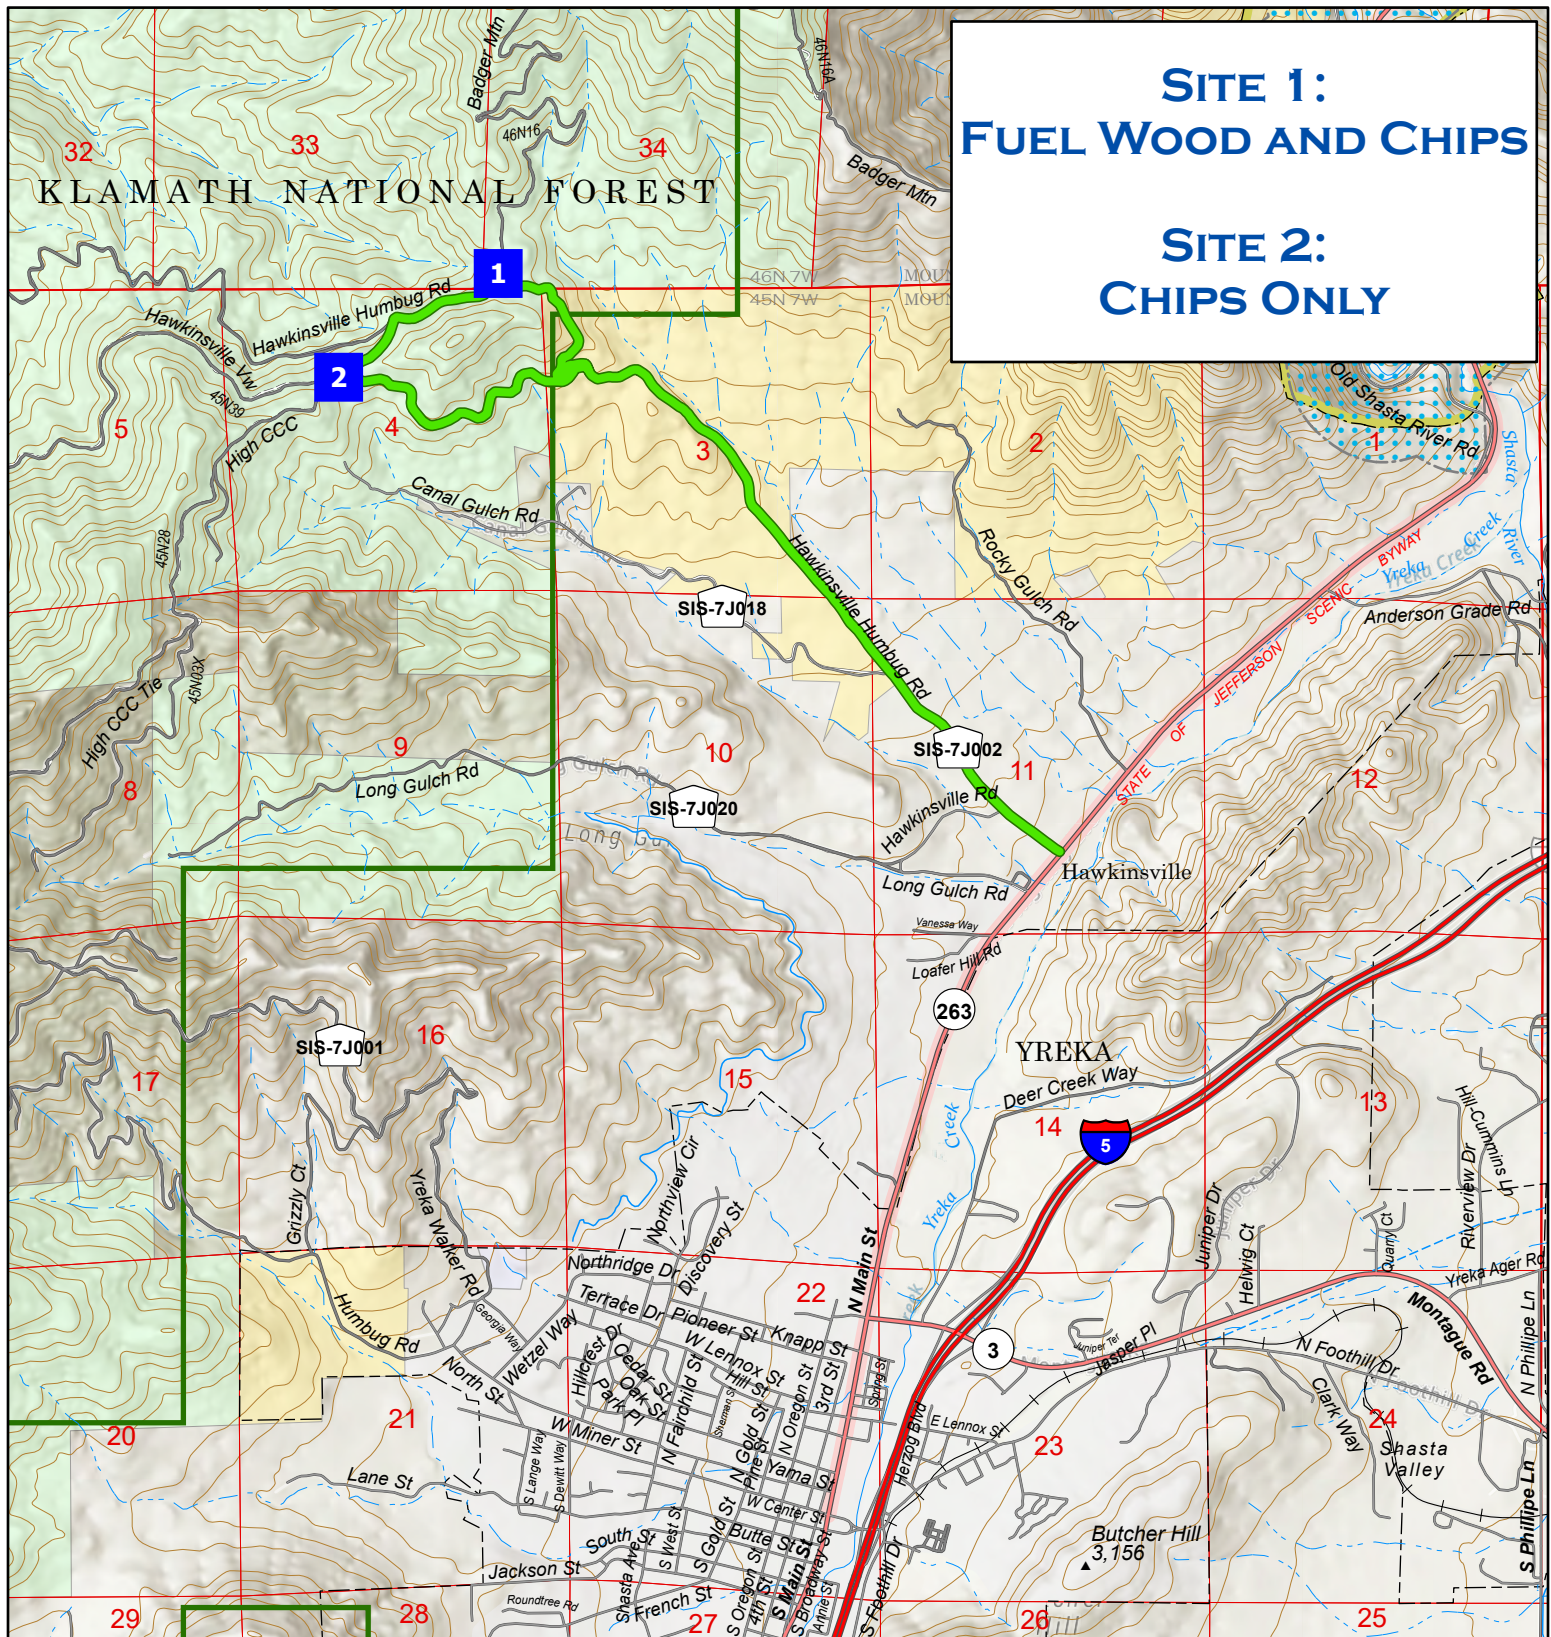 SITE 1:
FUEL WOOD AND CHIPS
SITE 2:
CHIPS ONLY
Badger Mtn
46N16A
46N16
32
33
34
Badger Mtn
KLAMATH NATIONAL FOREST
1
46N 7W
45N 7W
Hawkinsville Humbug Rd
Hawkinsville Vw
2
45N39
5
4
High CCC
3
2
1
Old Shasta River Rd
Shasta
River
Canal Gulch Rd
45N28
Hawkinsville Humbug Rd
Rocky Gulch Rd
Yreka Creek
Yreka Creek
STATE OF JEFFERSON SCENIC BYWAY
Anderson Grade Rd
SIS-7J018
45N03X
High CCC Tie
8
9
10
SIS-7J002
11
12
Long Gulch Rd
SIS-7J020
Hawkinsville Rd
Hawkinsville
Long Gulch Rd
Vanessa Way
Loafer Hill Rd
263
SIS-7J001
16
17
15
YREKA
Deer Creek Way
14
5
13
Hill-Cummins Ln
Riverview Dr
Yreka Creek
Grizzly Ct
Yreka Walker Rd
Northview Cir
Discovery St
Northridge Dr
N Main St
Juniper Dr
Juniper Dr
Helwig Ct
Quarry Ct
Yreka Ager Rd
22
Humbug Rd
Georgia Way
Wetzel Way
Terrace Dr
Pioneer St
Knapp St
W Lennox St
Hill St
Hillcrest Dr
Cedar St
Oak St
Park Pl
North St
N Fairchild St
Sherman St
N Gold St
Pine St
N Oregon St
3rd St
Spring St
3
Juniper Ter
Jasper Pl
Montague Rd
N Foothill Dr
Clark Way
N Phillipe Ln
20
21
W Miner St
Yama St
Herzog Blvd
E Lennox St
23
24
Shasta
Valley
Lane St
S Lange Way
S Dewitt Way
W Center St
South St
S West St
S Gold St
Butte St
Butcher Hill
3,156
Jackson St
Shasta Ave
French St
S Oregon St
4th St
S Main St
S Broadway St
Annie St
S Foothill Dr
S Phillipe Ln
Roundtree Rd
29
28
27
26
25